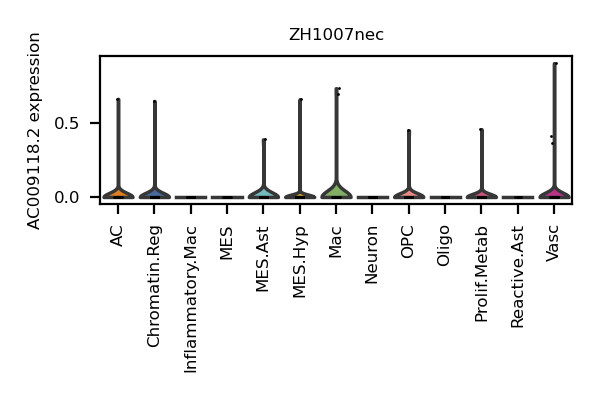 ZH1007nec
AC009118.2 expression
0.5
0.0
AC
Chromatin.Reg
Inflammatory.Mac
MES
MES.Ast
MES.Hyp
Mac
Neuron
OPC
Oligo
Prolif.Metab
Reactive.Ast
Vasc